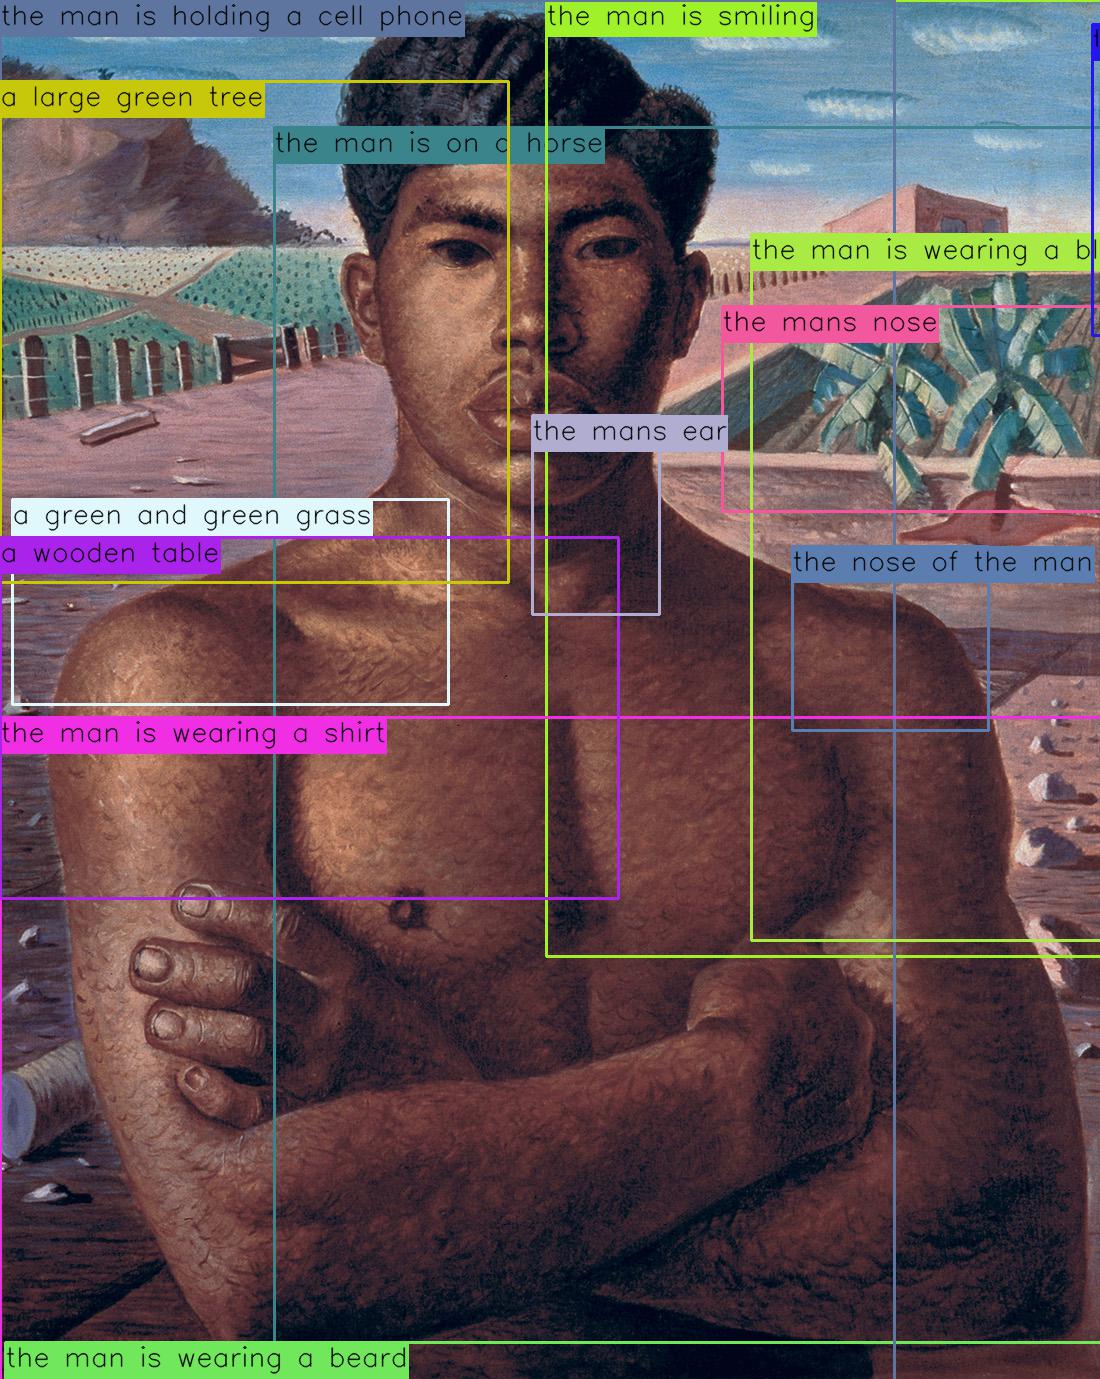 the man is holding a cell phone
the man is smiling
a large green tree
the man is on a horse
the man is wearing a bl
the mans nose
the mans ear
a green and green grass
a wooden table
the nose of the man
the man is wearing a shirt
the man is wearing a beard